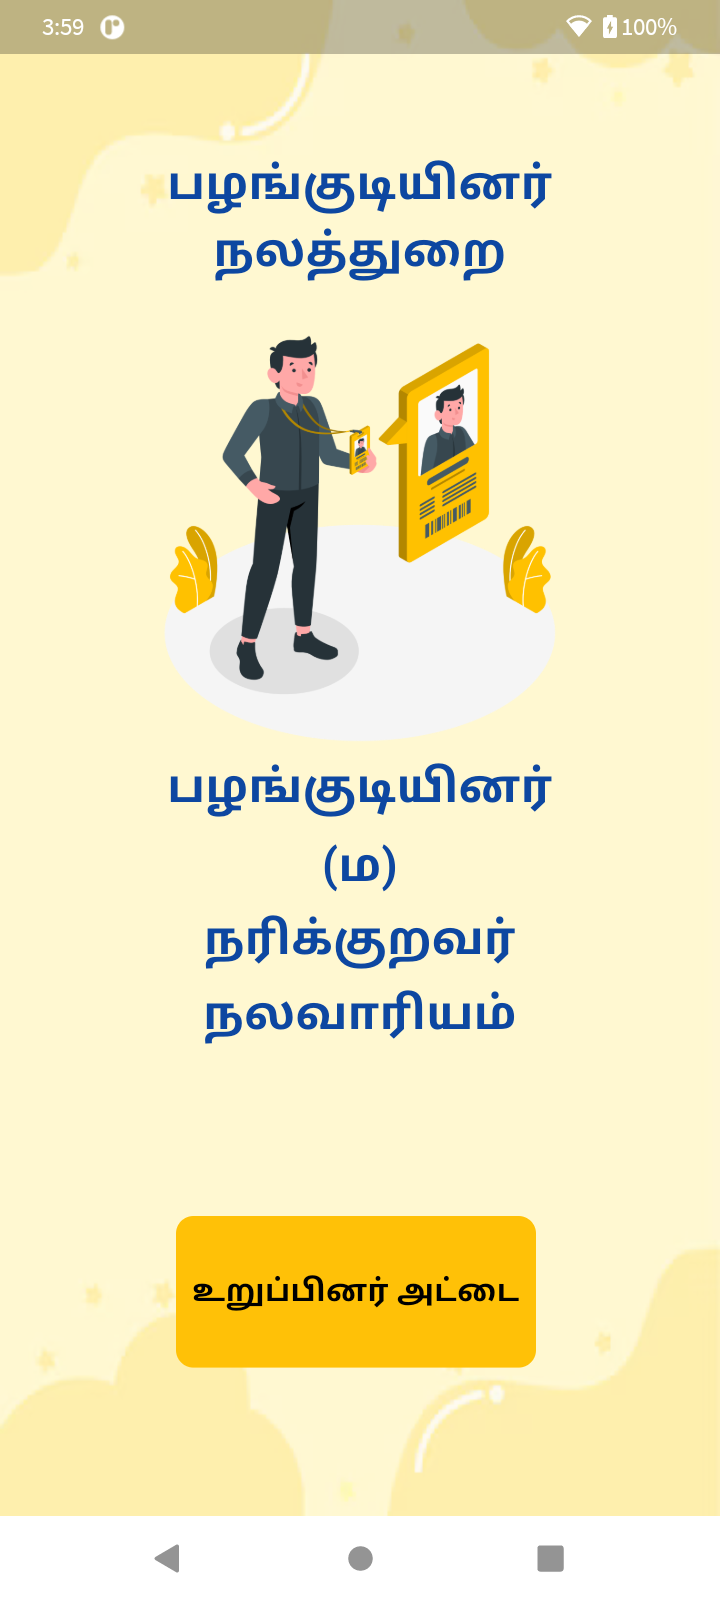 3:59
100%
பழங்குடியினர்
நலத்துறை
பழங்குடியினர்
(ம)
நரிக்குறவர்
நலவாரியம்
உறுப்பினர் அட்டை